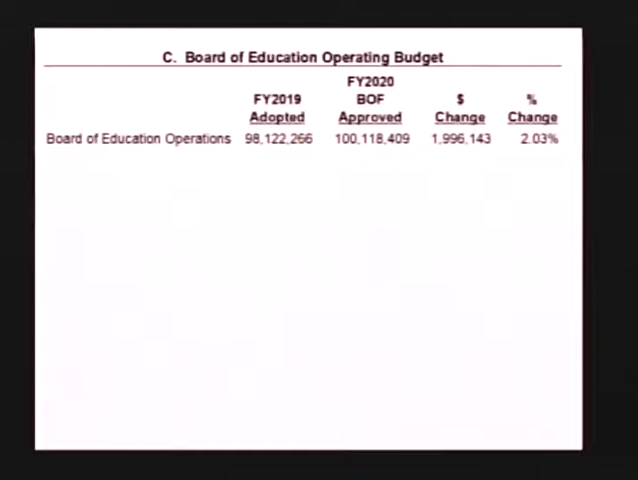 C. Board of Education Operating Budget
FY2020
FY2019 BOF $ %
Adopted Approved Change Change
Board of Education Operations 98,122,266 100,118,409 1,996,143 2.03%